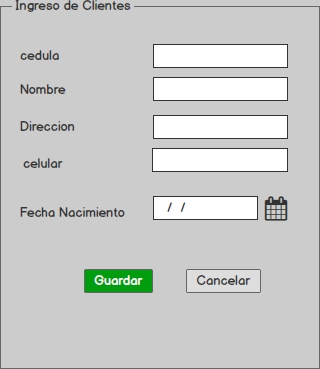 Ingreso de Clientes
cedula
Nombre
Direccion
celular
Fecha Nacimiento / /
Guardar Cancelar